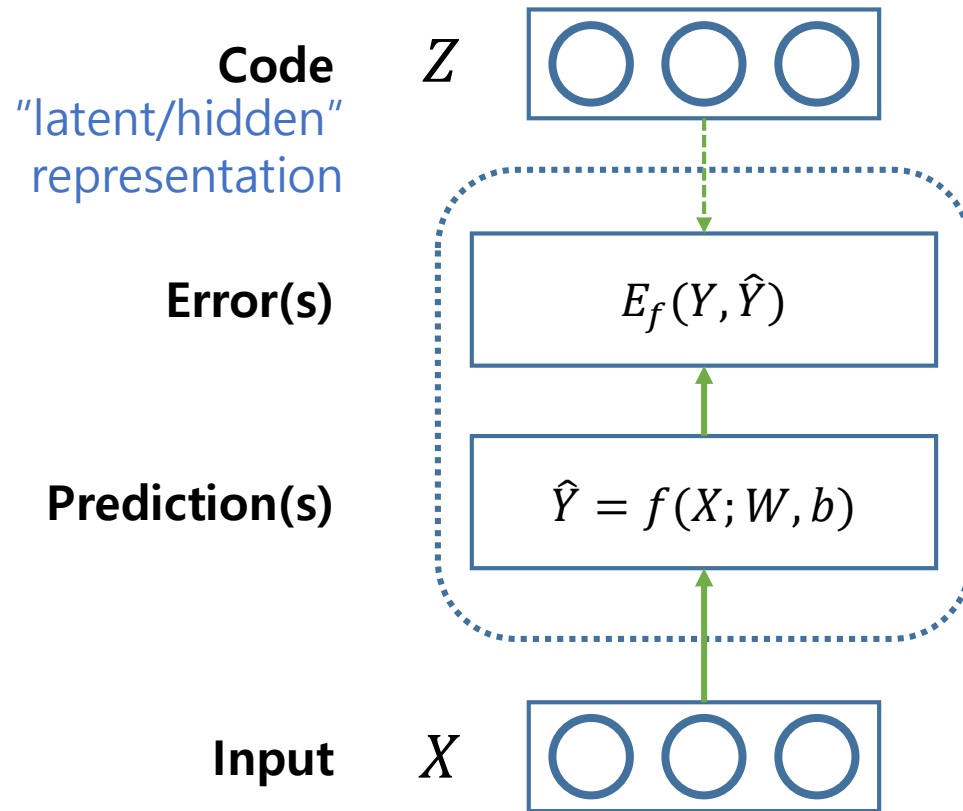 Code Z
"latent/hidden"
representation
Error(s) E_f(Y, Ŷ)
Prediction(s) Ŷ = f(X; W, b)
Input X